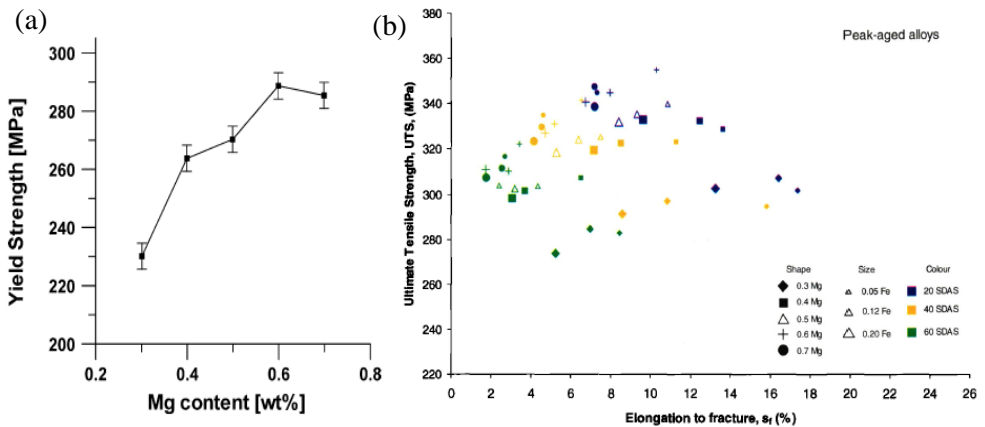 (a)
300
280
260
240
220
200
0.2
0.4
0.6
0.8
Yield Strength [MPa]
Mg content [wt%]
(b)
Peak-aged alloys
380
360
340
320
300
280
260
240
220
0
2
4
6
8
10
12
14
16
18
20
22
24
26
Ultimate Tensile Strength, UTS, (MPa)
Elongation to fracture, sf (%)
Shape
0.3 Mg
0.4 Mg
0.5 Mg
0.6 Mg
0.7 Mg
Size
0.05 Fe
0.12 Fe
0.20 Fe
Colour
20 SDAS
40 SDAS
60 SDAS